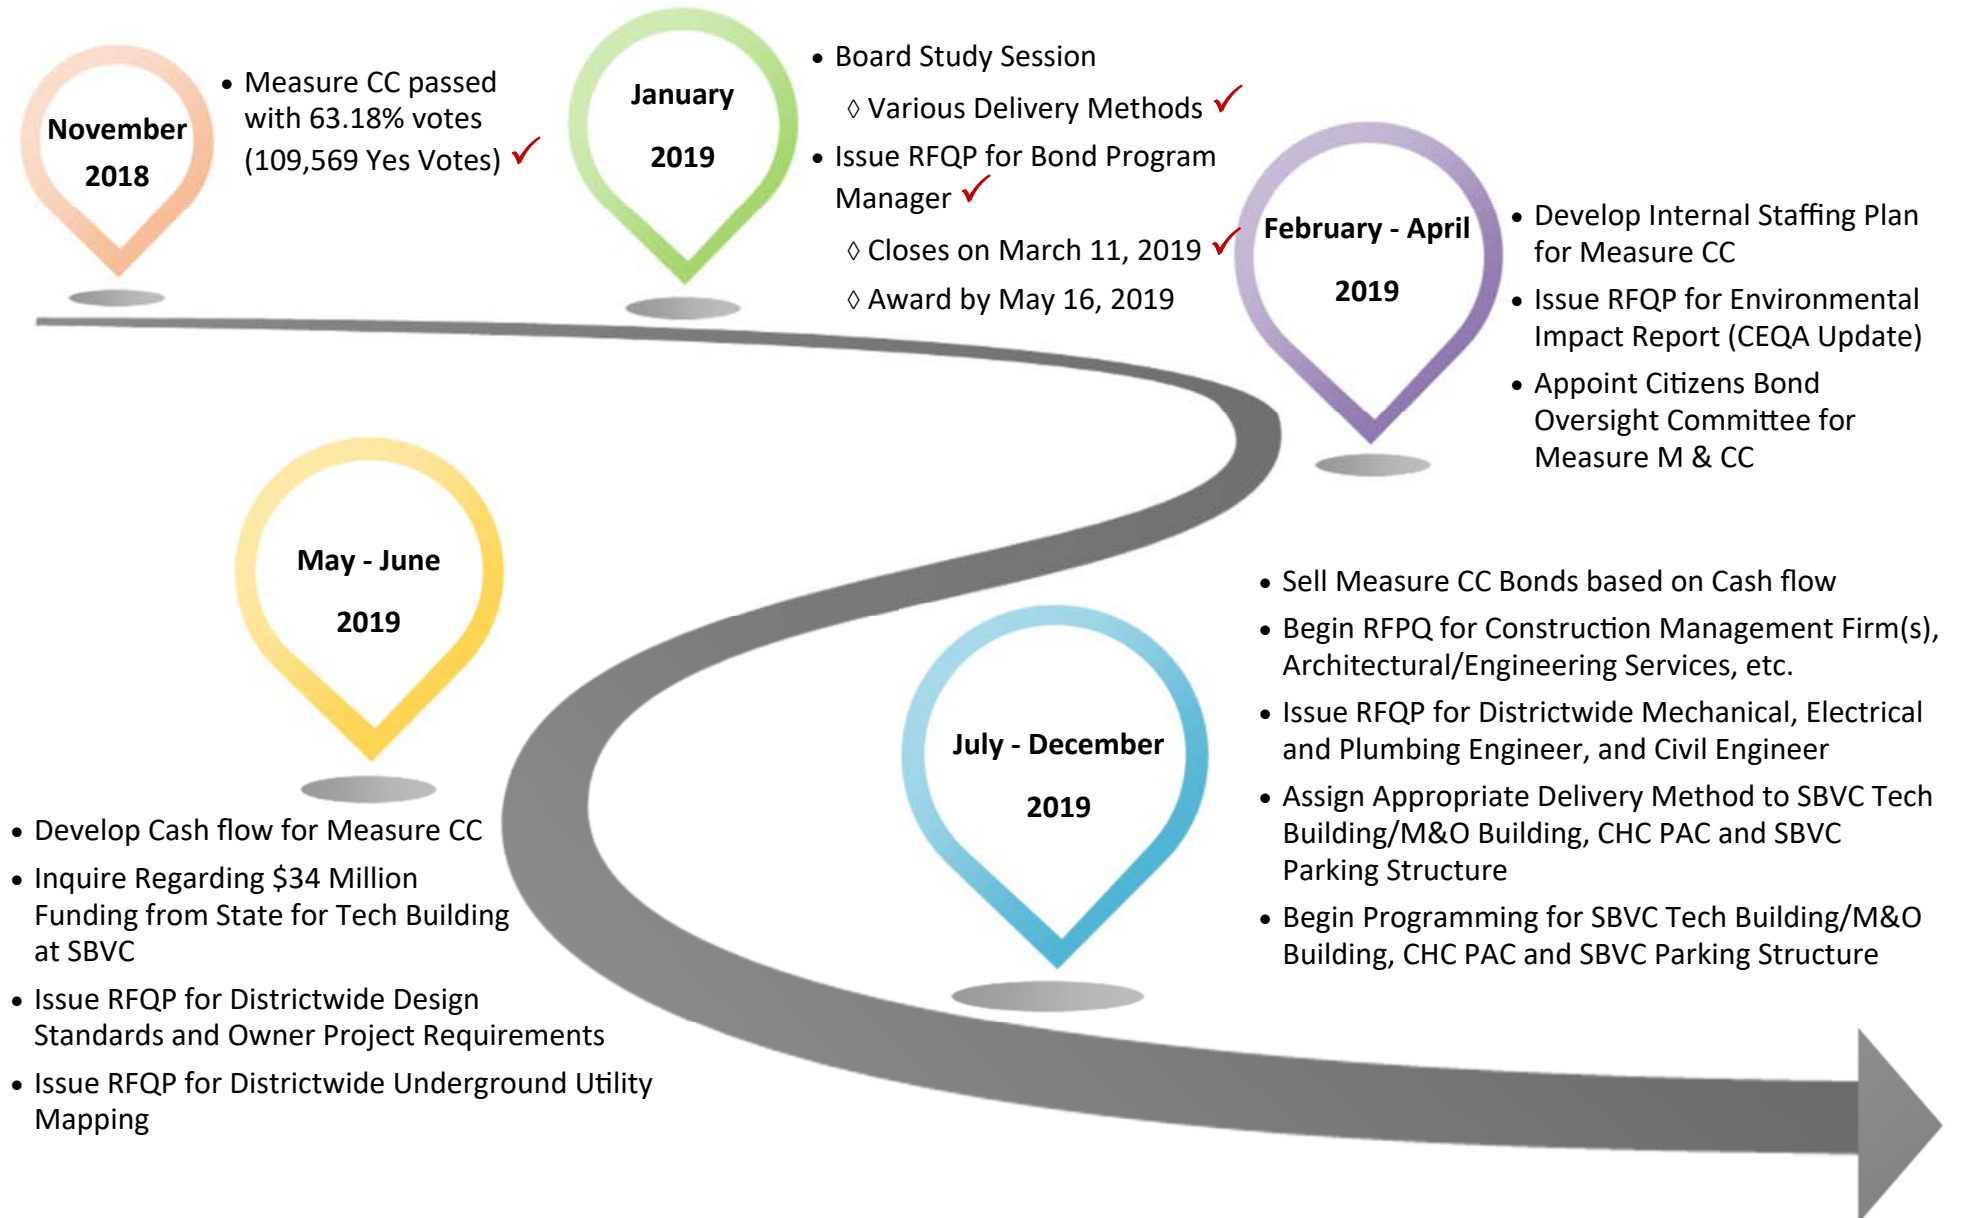 November
2018
• Measure CC passed
with 63.18% votes
(109,569 Yes Votes) ✓
January
2019
• Board Study Session
◊ Various Delivery Methods ✓
• Issue RFQP for Bond Program
Manager ✓
◊ Closes on March 11, 2019 ✓
◊ Award by May 16, 2019
February - April
2019
• Develop Internal Staffing Plan
for Measure CC
• Issue RFQP for Environmental
Impact Report (CEQA Update)
• Appoint Citizens Bond
Oversight Committee for
Measure M & CC
May - June
2019
• Develop Cash flow for Measure CC
• Inquire Regarding $34 Million
Funding from State for Tech Building
at SBVC
• Issue RFQP for Districtwide Design
Standards and Owner Project Requirements
• Issue RFQP for Districtwide Underground Utility
Mapping
July - December
2019
• Sell Measure CC Bonds based on Cash flow
• Begin RFPQ for Construction Management Firm(s),
Architectural/Engineering Services, etc.
• Issue RFQP for Districtwide Mechanical, Electrical
and Plumbing Engineer, and Civil Engineer
• Assign Appropriate Delivery Method to SBVC Tech
Building/M&O Building, CHC PAC and SBVC
Parking Structure
• Begin Programming for SBVC Tech Building/M&O
Building, CHC PAC and SBVC Parking Structure